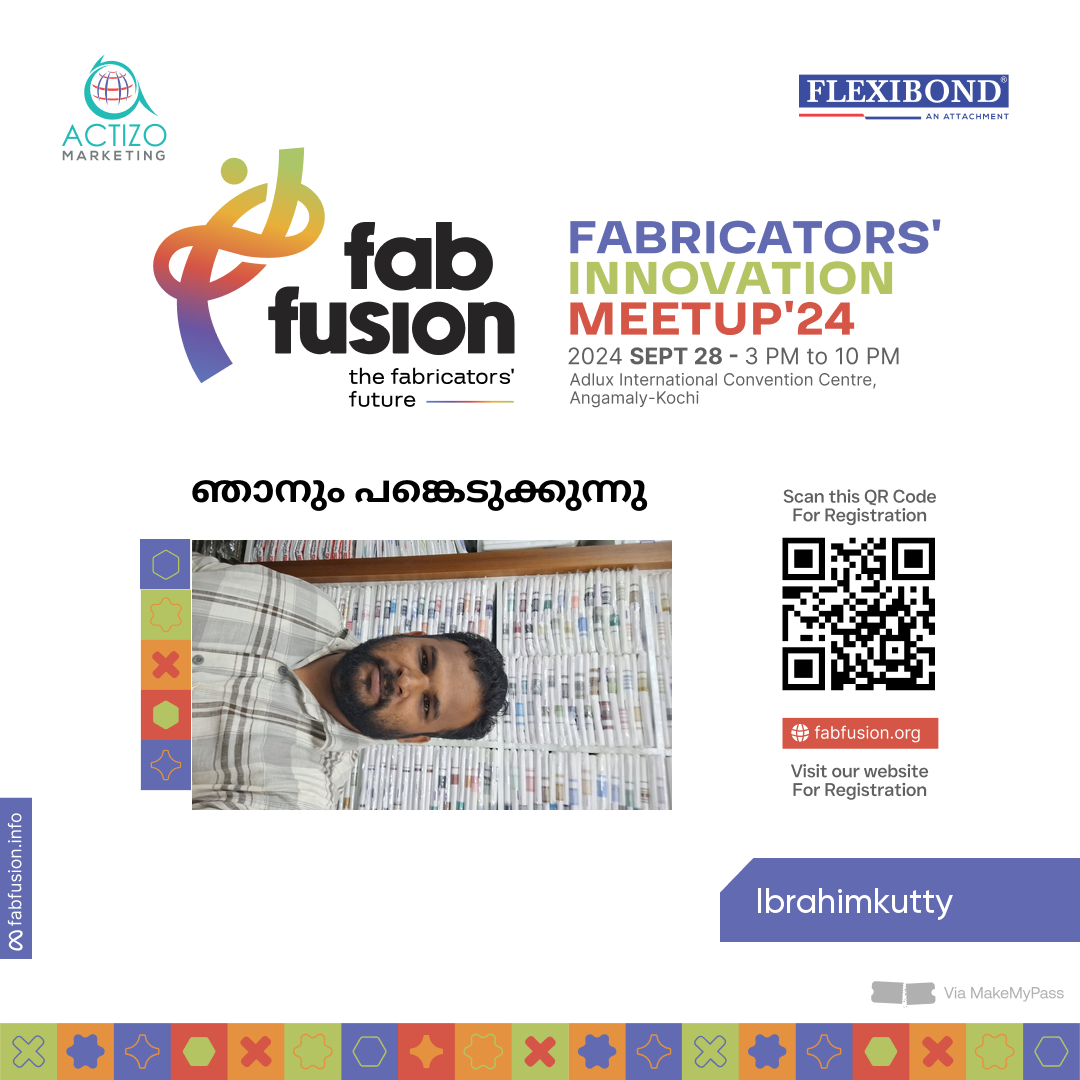 ACTIZO
MARKETING
FLEXIBOND®
AN ATTACHMENT
fab
fusion
the fabricators'
future
FABRICATORS'
INNOVATION
MEETUP'24
2024 SEPT 28 - 3 PM to 10 PM
Adlux International Convention Centre,
Angamaly-Kochi
ഞാനും പങ്കെടുക്കുന്നു
Scan this QR Code
For Registration
fabfusion.org
Visit our website
For Registration
fabfusion.info
Ibrahimkutty
Via MakeMyPass